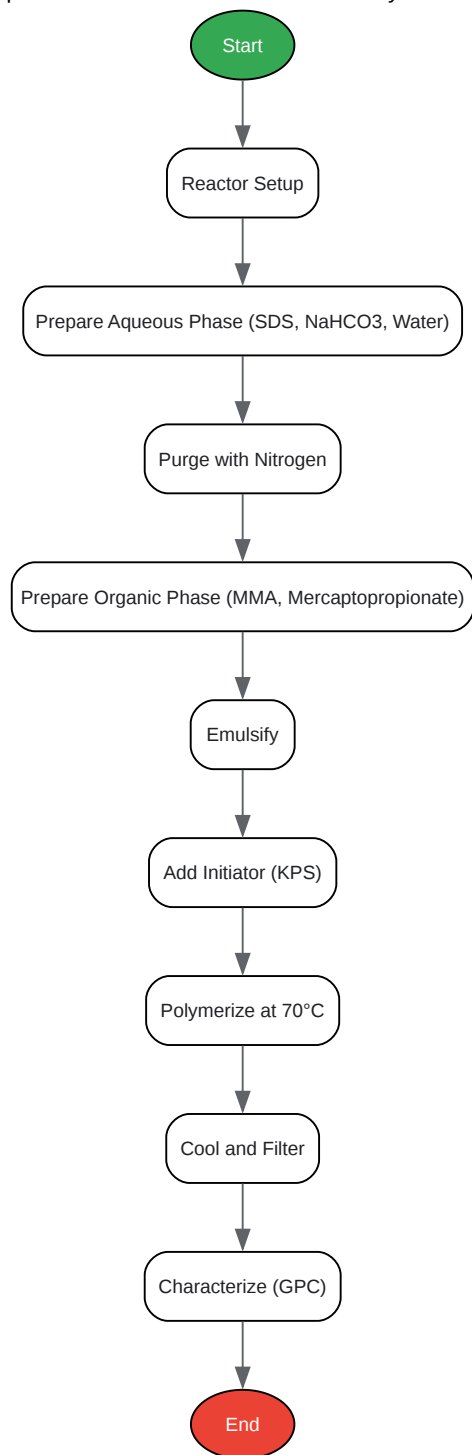 Start
Reactor Setup
Prepare Aqueous Phase (SDS, NaHCO3, Water)
Purge with Nitrogen
Prepare Organic Phase (MMA, Mercaptopropionate)
Emulsify
Add Initiator (KPS)
Polymerize at 70°C
Cool and Filter
Characterize (GPC)
End